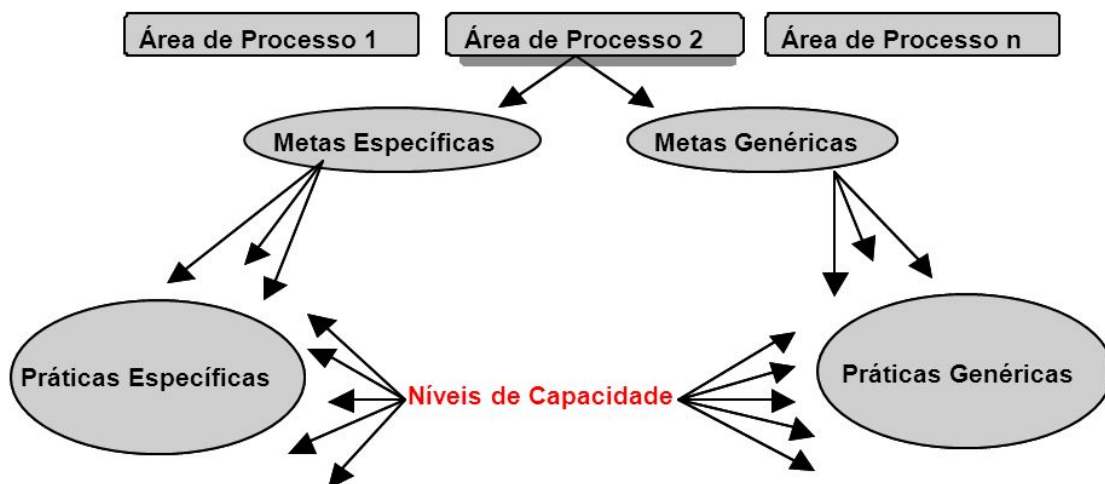 Área de Processo 1
Área de Processo 2
Área de Processo n
Metas Específicas
Metas Genéricas
Práticas Específicas
Níveis de Capacidade
Práticas Genéricas